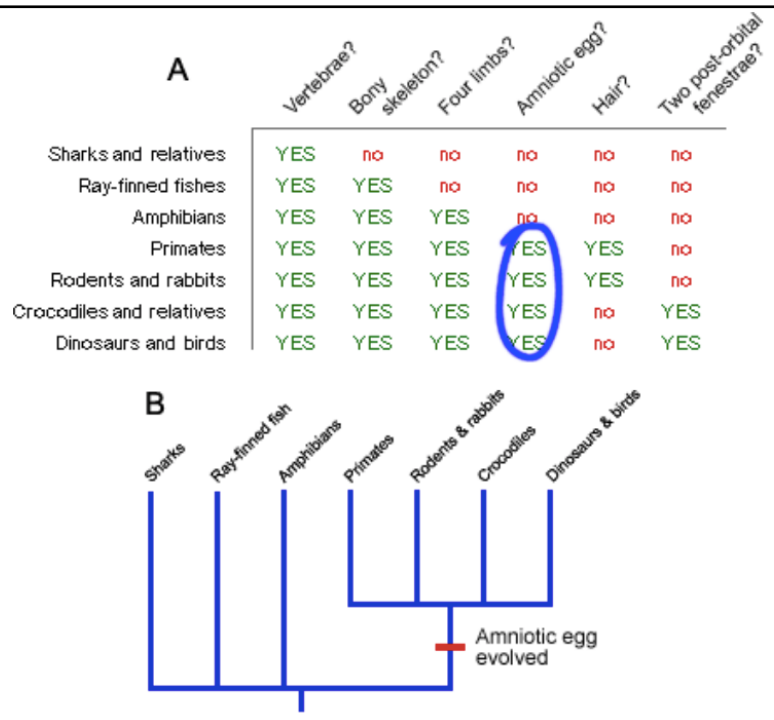 A
Vertebrae?
Bony
skeleton?
Four limbs?
Amniotic egg?
Hair?
Two post-orbital
fenestrae?
Sharks and relatives YES no no no no no
Ray-finned fishes YES YES no no no no
Amphibians YES YES YES no no no
Primates YES YES YES YES YES no
Rodents and rabbits YES YES YES YES YES no
Crocodiles and relatives YES YES YES YES no YES
Dinosaurs and birds YES YES YES YES no YES
B
Sharks
Ray-finned fish
Amphibians
Primates
Rodents & rabbits
Crocodiles
Dinosaurs & birds
Amniotic egg
evolved